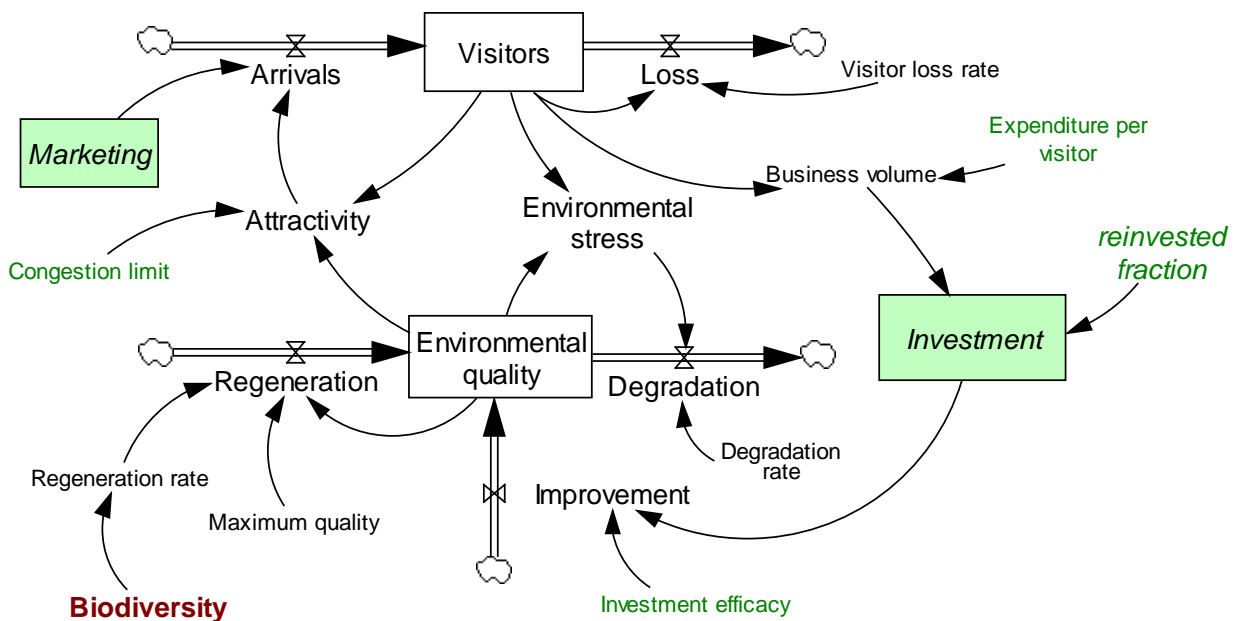 Visitors
Arrivals
Loss
Visitor loss rate
Marketing
Expenditure per
visitor
Business volume
Attractivity
Environmental
stress
Congestion limit
reinvested
fraction
Investment
Environmental
quality
Regeneration
Degradation
Regeneration rate
Maximum quality
Degradation
rate
Improvement
Biodiversity
Investment efficacy